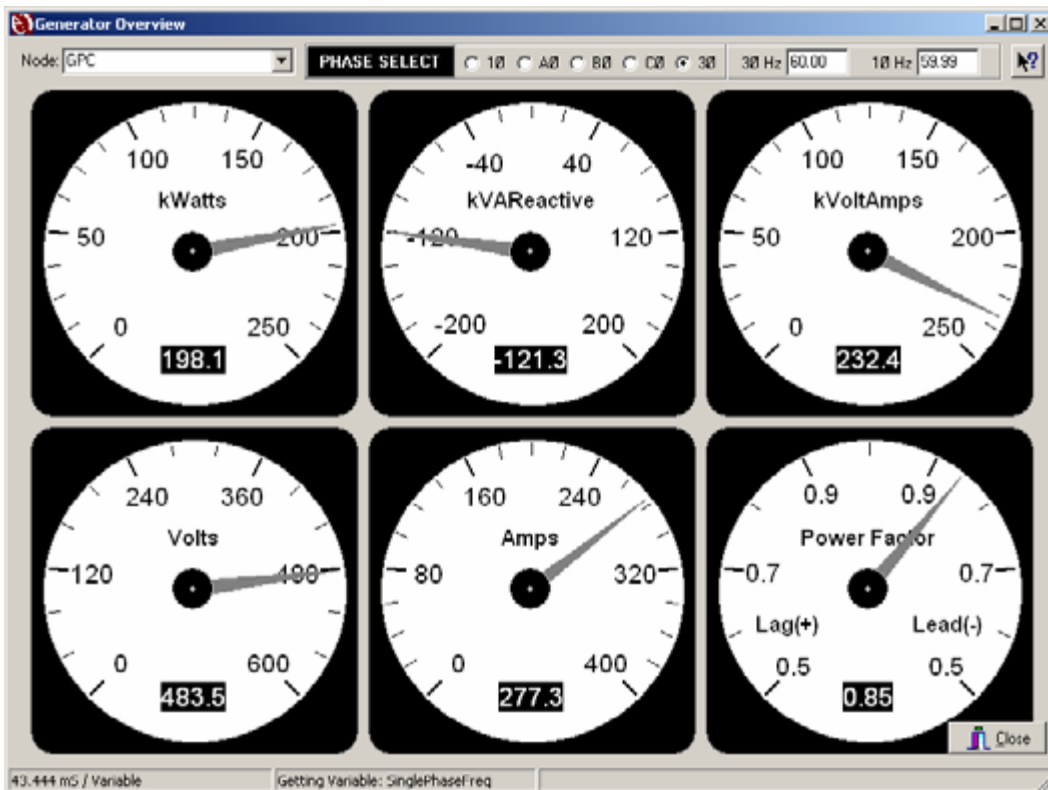 Generator Overview
Node: GPC PHASE SELECT 1Ø AØ BØ CØ 3Ø 3Ø Hz 60.00 1Ø Hz 59.99
100 150
kWatts
50 200
0 250
198.1
-40 40
kVAReactive
-120 120
-200 200
-121.3
100 150
kVoltAmps
50 200
0 250
232.4
240 360
Volts
120 480
0 600
483.5
160 240
Amps
80 320
0 400
277.3
0.9 0.9
Power Factor
0.7 0.7
Lag(+) Lead(-)
0.5 0.5
0.85
Close
43.444 mS / Variable Getting Variable: SinglePhaseFreq